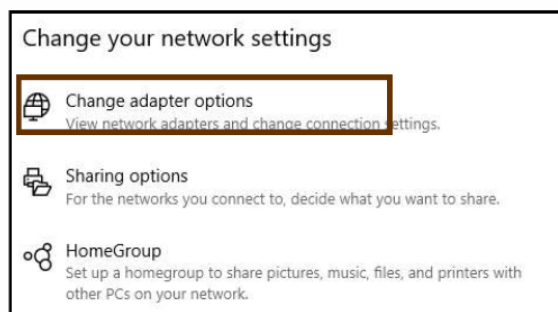 Change your network settings
Change adapter options
View network adapters and change connection settings.
Sharing options
For the networks you connect to, decide what you want to share.
HomeGroup
Set up a homegroup to share pictures, music, files, and printers with
other PCs on your network.